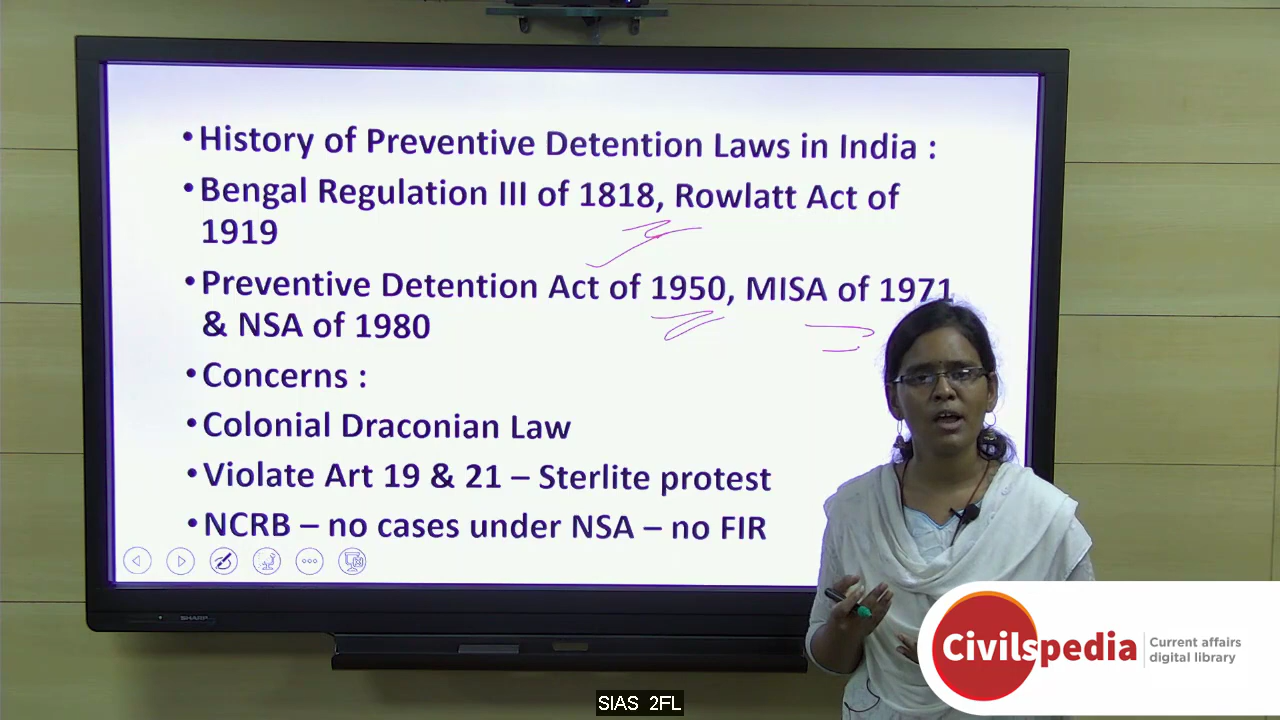 • History of Preventive Detention Laws in India :
• Bengal Regulation III of 1818, Rowlatt Act of
1919
• Preventive Detention Act of 1950, MISA of 1971
& NSA of 1980
• Concerns :
• Colonial Draconian Law
• Violate Art 19 & 21 – Sterlite protest
• NCRB – no cases under NSA – no FIR
SHARP
Civilspedia
Current affairs
digital library
SIAS 2FL